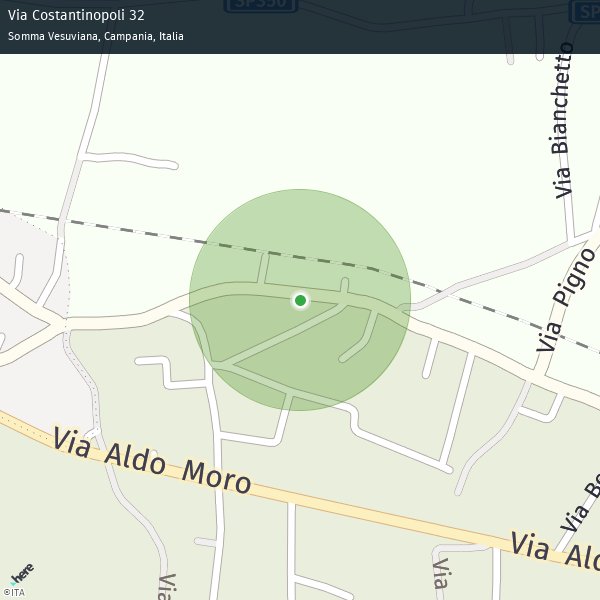 Via Costantinopoli 32
Somma Vesuviana, Campania, Italia
SP350
SP
Via Bianchetto
Via Pigno
Via Aldo Moro
Via Bo
Via Aldo
Via
Via
here
©ITA